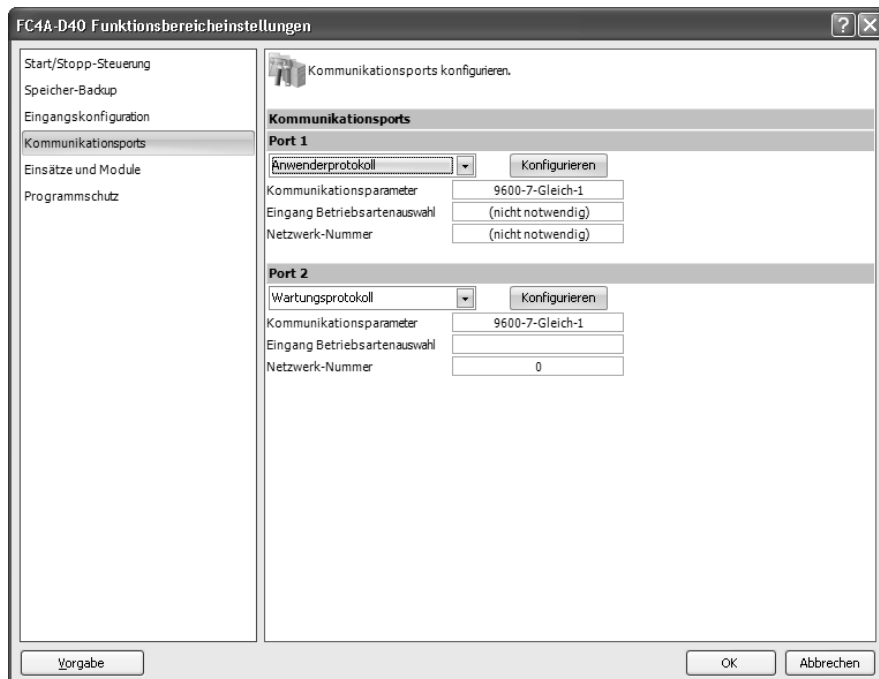 FC4A-D40 Funktionsbereicheinstellungen
Start/Stopp-Steuerung
Speicher-Backup
Eingangskonfiguration
Kommunikationsports
Einsätze und Module
Programmschutz
Kommunikationsports konfigurieren.
Kommunikationsports
Port 1
Anwenderprotokoll Konfigurieren
Kommunikationsparameter 9600-7-Gleich-1
Eingang Betriebsartenauswahl (nicht notwendig)
Netzwerk-Nummer (nicht notwendig)
Port 2
Wartungsprotokoll Konfigurieren
Kommunikationsparameter 9600-7-Gleich-1
Eingang Betriebsartenauswahl
Netzwerk-Nummer 0
Vorgabe OK Abbrechen